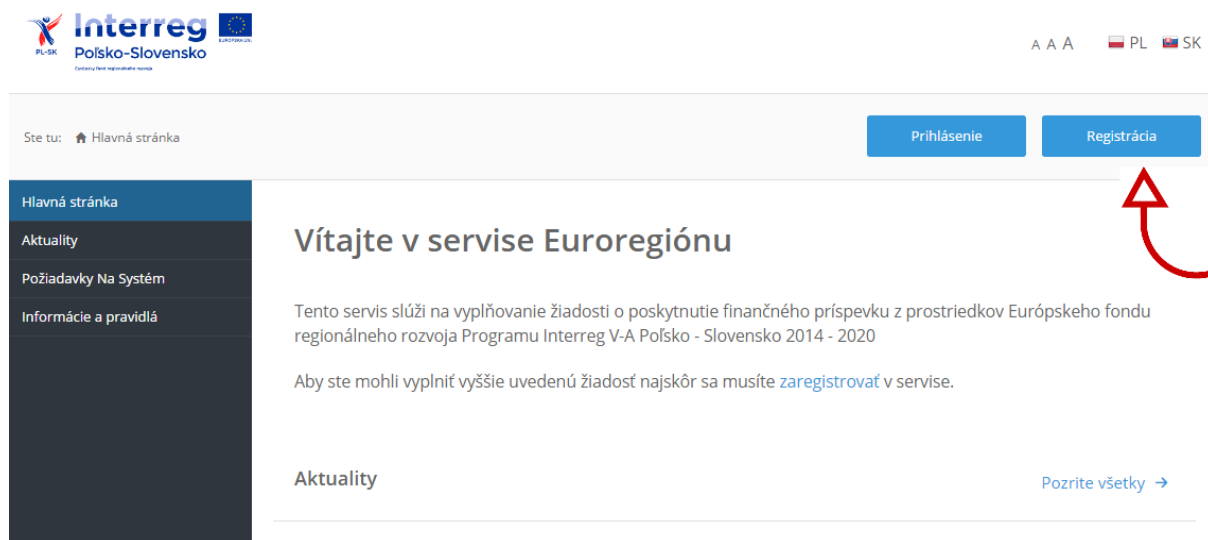 Interreg
PL-SK
Poľsko-Slovensko
A A A PL SK
Ste tu: Hlavná stránka
Prihlásenie
Registrácia
Hlavná stránka
Aktuality
Požiadavky Na Systém
Informácie a pravidlá
Vítajte v servise Euroregiónu
Tento servis slúži na vyplňovanie žiadosti o poskytnutie finančného príspevku z prostriedkov Európskeho fondu
regionálneho rozvoja Programu Interreg V-A Poľsko - Slovensko 2014 - 2020
Aby ste mohli vyplniť vyššie uvedenú žiadosť najskôr sa musíte zaregistrovať v servise.
Aktuality
Pozrite všetky